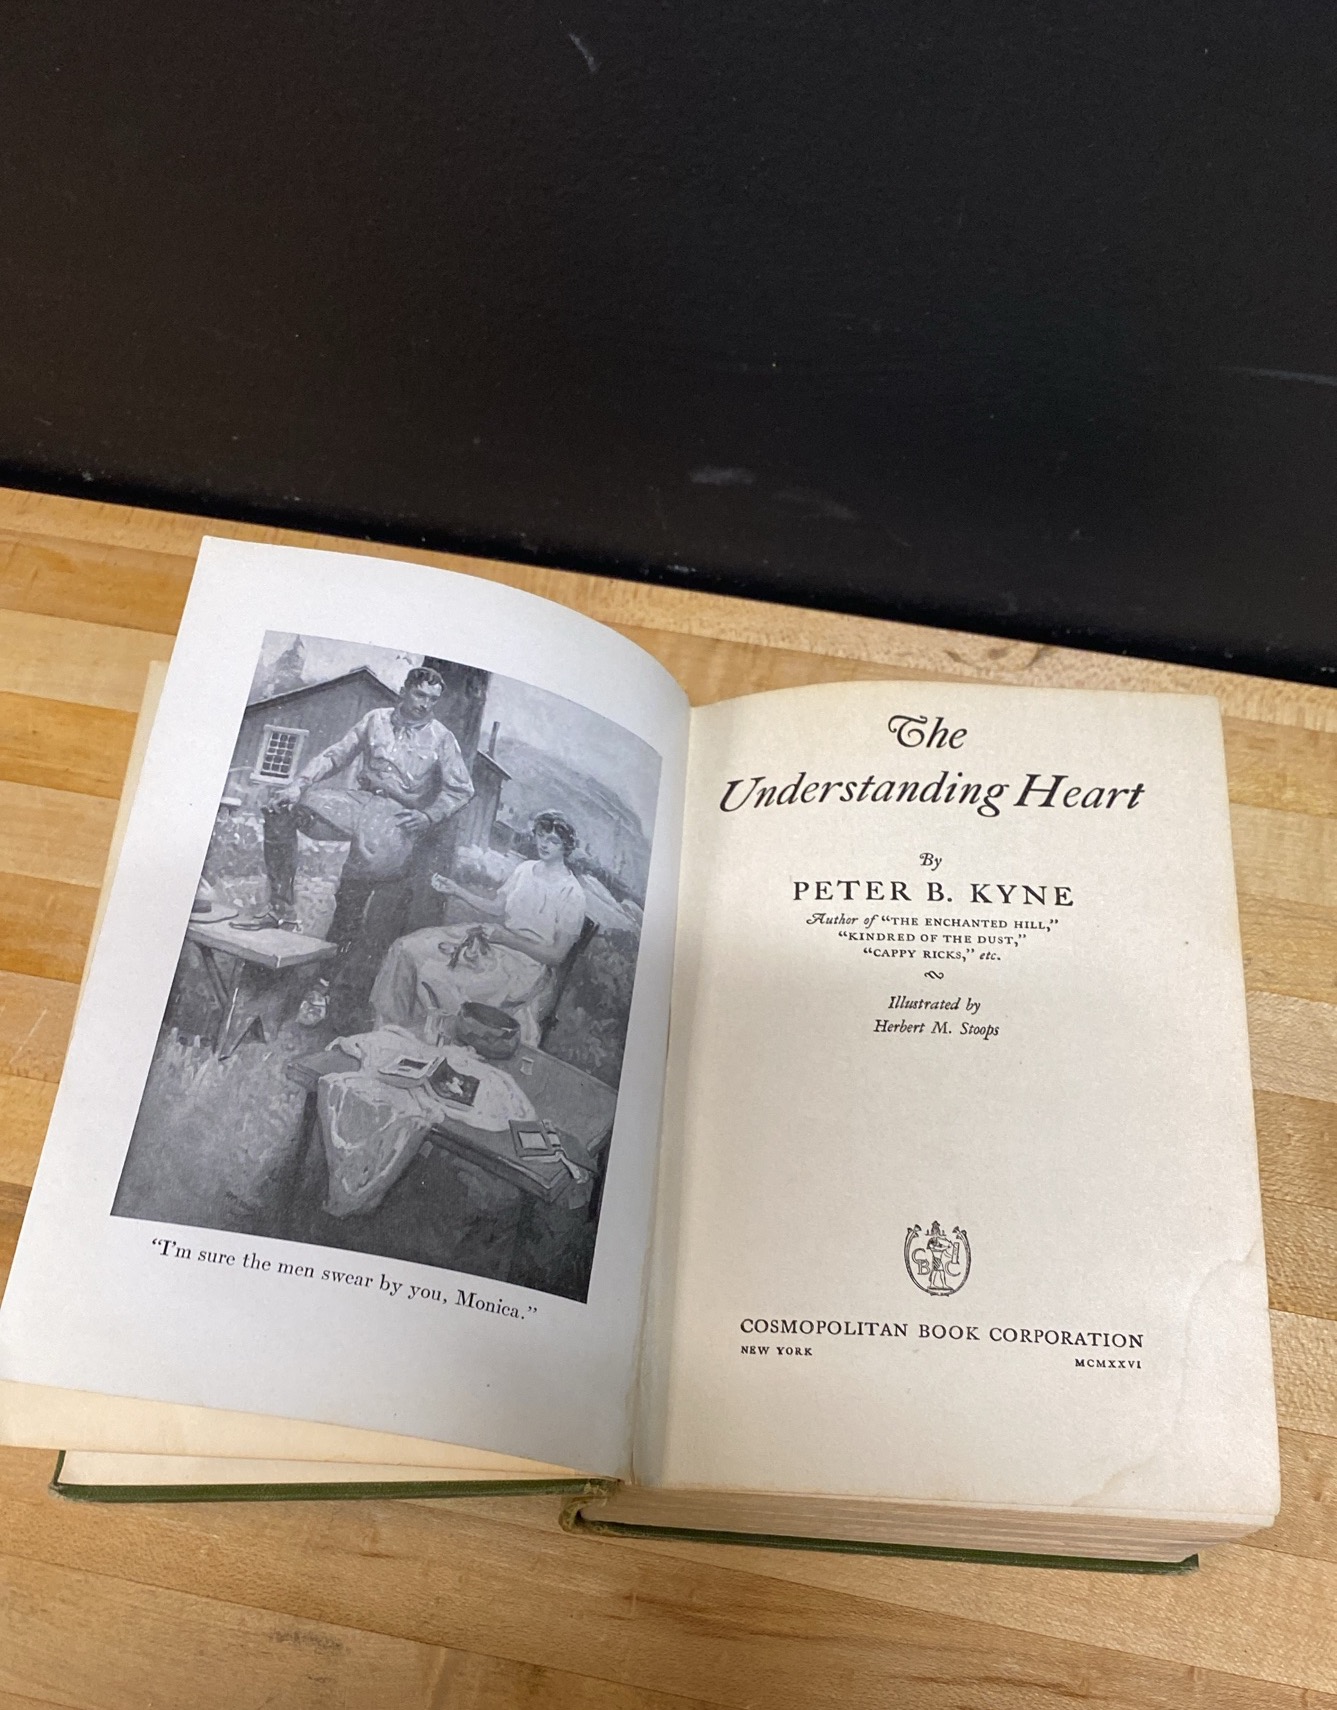 "I'm sure the men swear by you, Monica."
The
Understanding Heart
By
PETER B. KYNE
Author of "THE ENCHANTED HILL,"
"KINDRED OF THE DUST,"
"CAPPY RICKS," etc.
Illustrated by
Herbert M. Stoops
CBC
COSMOPOLITAN BOOK CORPORATION
NEW YORK
MCMXXVI